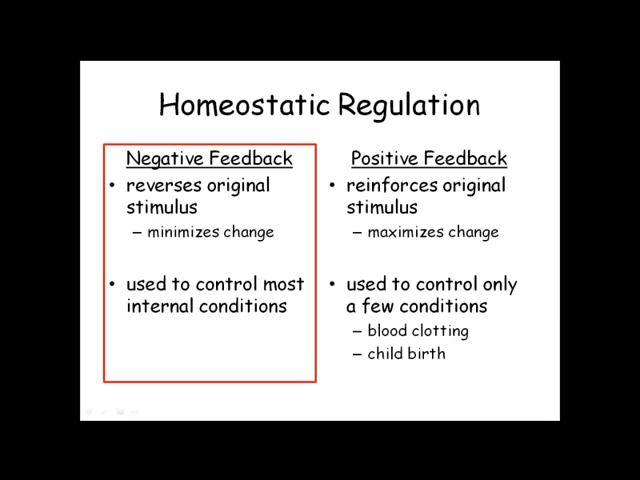 Homeostatic Regulation
Negative Feedback
• reverses original
stimulus
– minimizes change
• used to control most
internal conditions
Positive Feedback
• reinforces original
stimulus
– maximizes change
• used to control only
a few conditions
– blood clotting
– child birth